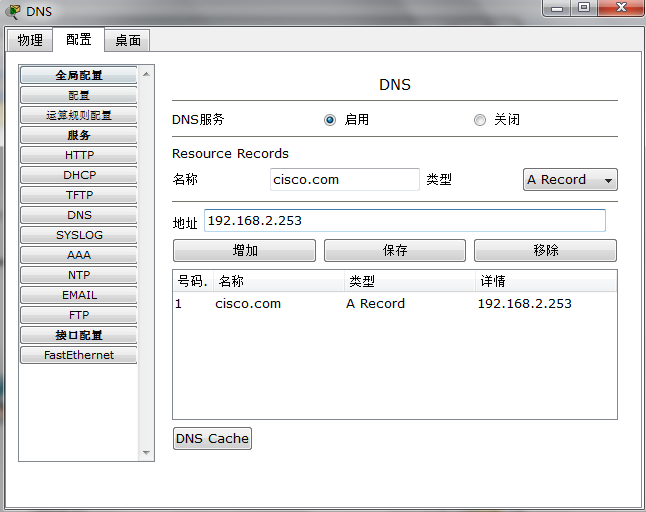 DNS
物理 配置 桌面
全局配置
配置
运算规则配置
服务
HTTP
DHCP
TFTP
DNS
SYSLOG
AAA
NTP
EMAIL
FTP
接口配置
FastEthernet
DNS
DNS服务 启用 关闭
Resource Records
名称 cisco.com 类型 A Record
地址 192.168.2.253
增加 保存 移除
号码. 名称 类型 详情
1 cisco.com A Record 192.168.2.253
DNS Cache